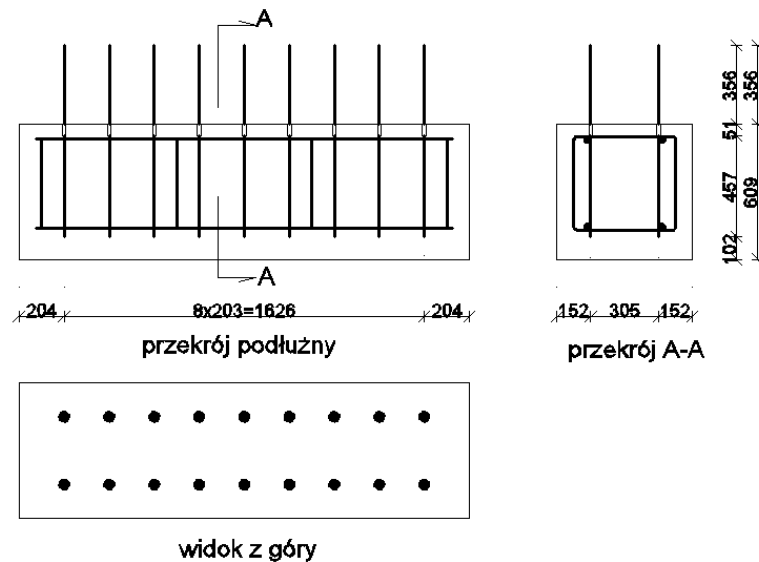 A
A
204
8x203=1626
204
przekrój podłużny
356
356
51
457
609
102
152
305
152
przekrój A-A
widok z góry